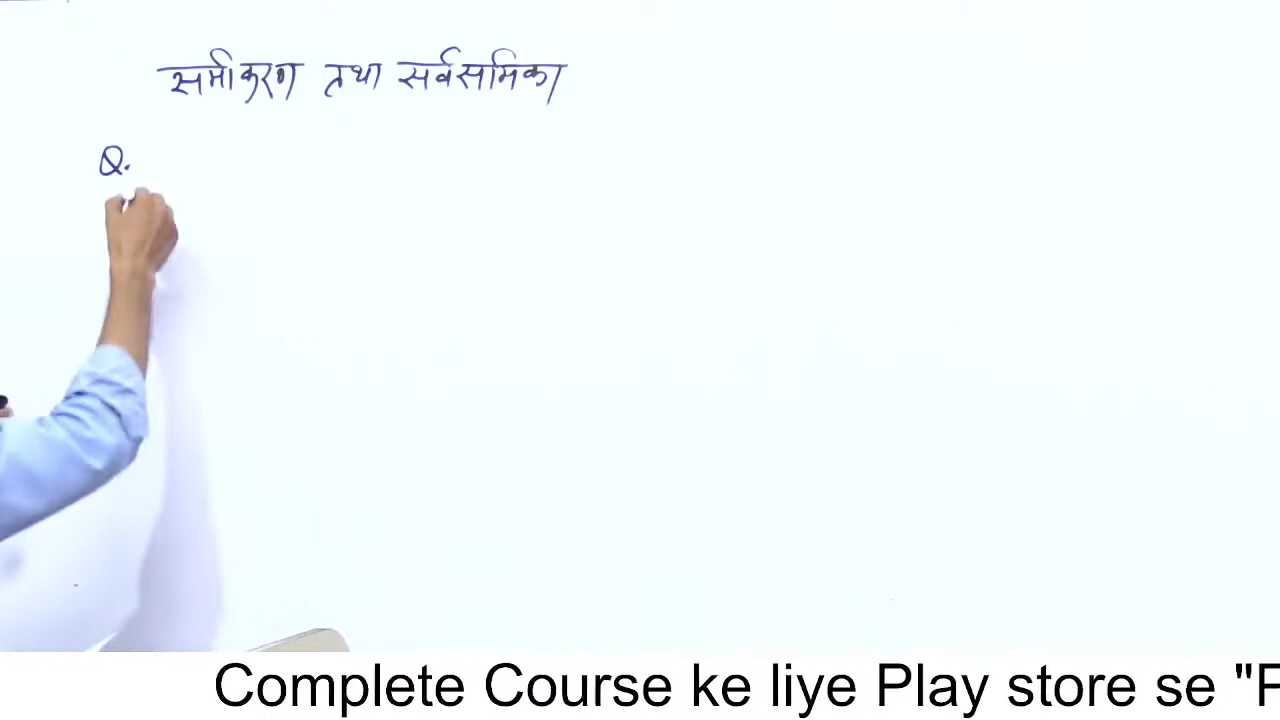 समीकरण तथा सर्वसमिका
Q.
Complete Course ke liye Play store se "